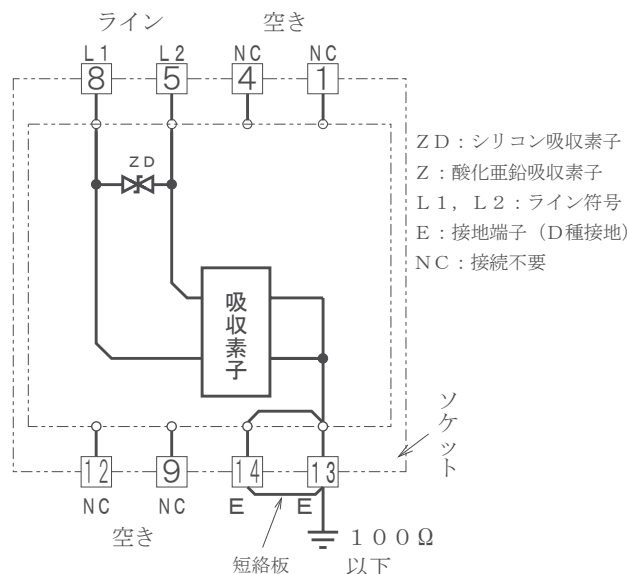 ライン 空き
L1 L2 NC NC
8 5 4 1
ZD
ZD：シリコン吸収素子
Z：酸化亜鉛吸収素子
L1，L2：ライン符号
E：接地端子（D種接地）
NC：接続不要
吸収素子
ソケット
12 9 14 13
NC NC E E
空き
短絡板
100Ω
以下